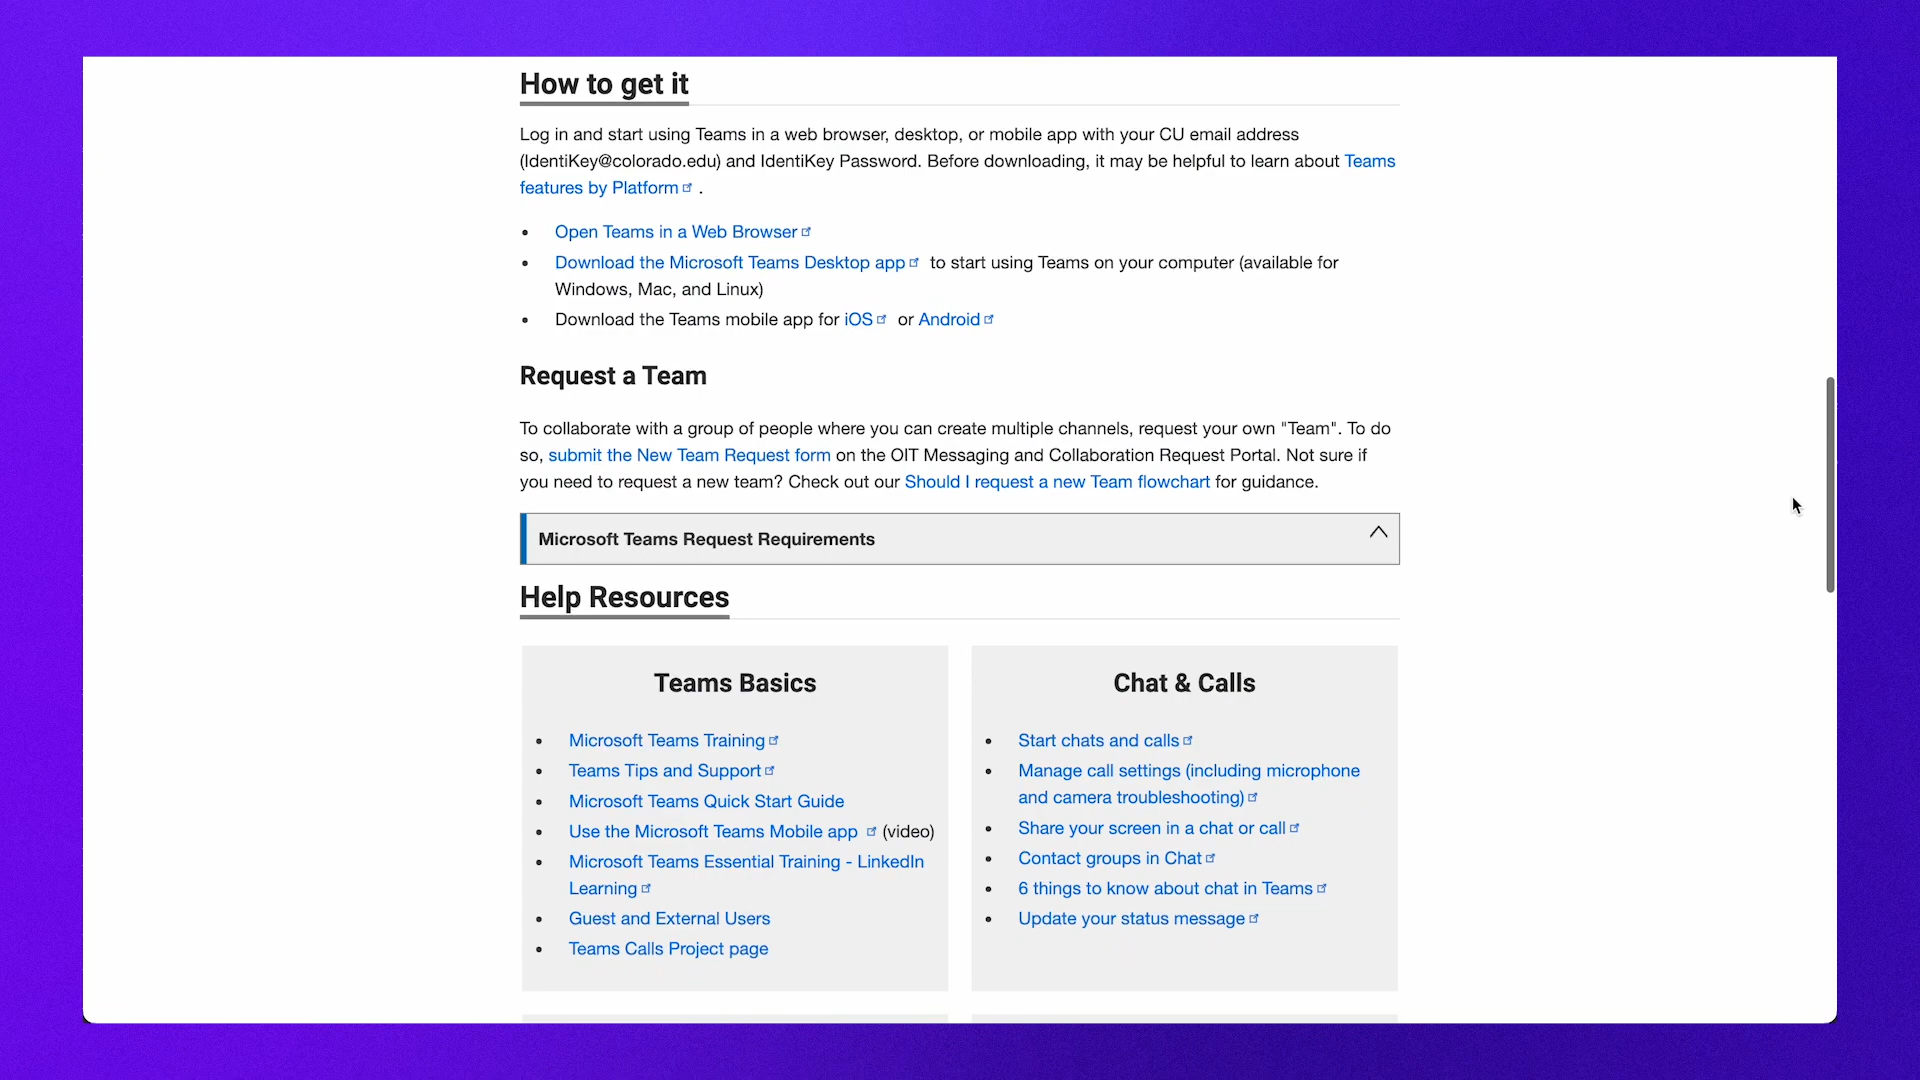 How to get it
Log in and start using Teams in a web browser, desktop, or mobile app with your CU email address
(IdentiKey@colorado.edu) and IdentiKey Password. Before downloading, it may be helpful to learn about Teams
features by Platform .
• Open Teams in a Web Browser
• Download the Microsoft Teams Desktop app to start using Teams on your computer (available for
Windows, Mac, and Linux)
• Download the Teams mobile app for iOS or Android
Request a Team
To collaborate with a group of people where you can create multiple channels, request your own "Team". To do
so, submit the New Team Request form on the OIT Messaging and Collaboration Request Portal. Not sure if
you need to request a new team? Check out our Should I request a new Team flowchart for guidance.
Microsoft Teams Request Requirements
Help Resources
Teams Basics
• Microsoft Teams Training
• Teams Tips and Support
• Microsoft Teams Quick Start Guide
• Use the Microsoft Teams Mobile app (video)
• Microsoft Teams Essential Training - LinkedIn
Learning
• Guest and External Users
• Teams Calls Project page
Chat & Calls
• Start chats and calls
• Manage call settings (including microphone
and camera troubleshooting)
• Share your screen in a chat or call
• Contact groups in Chat
• 6 things to know about chat in Teams
• Update your status message